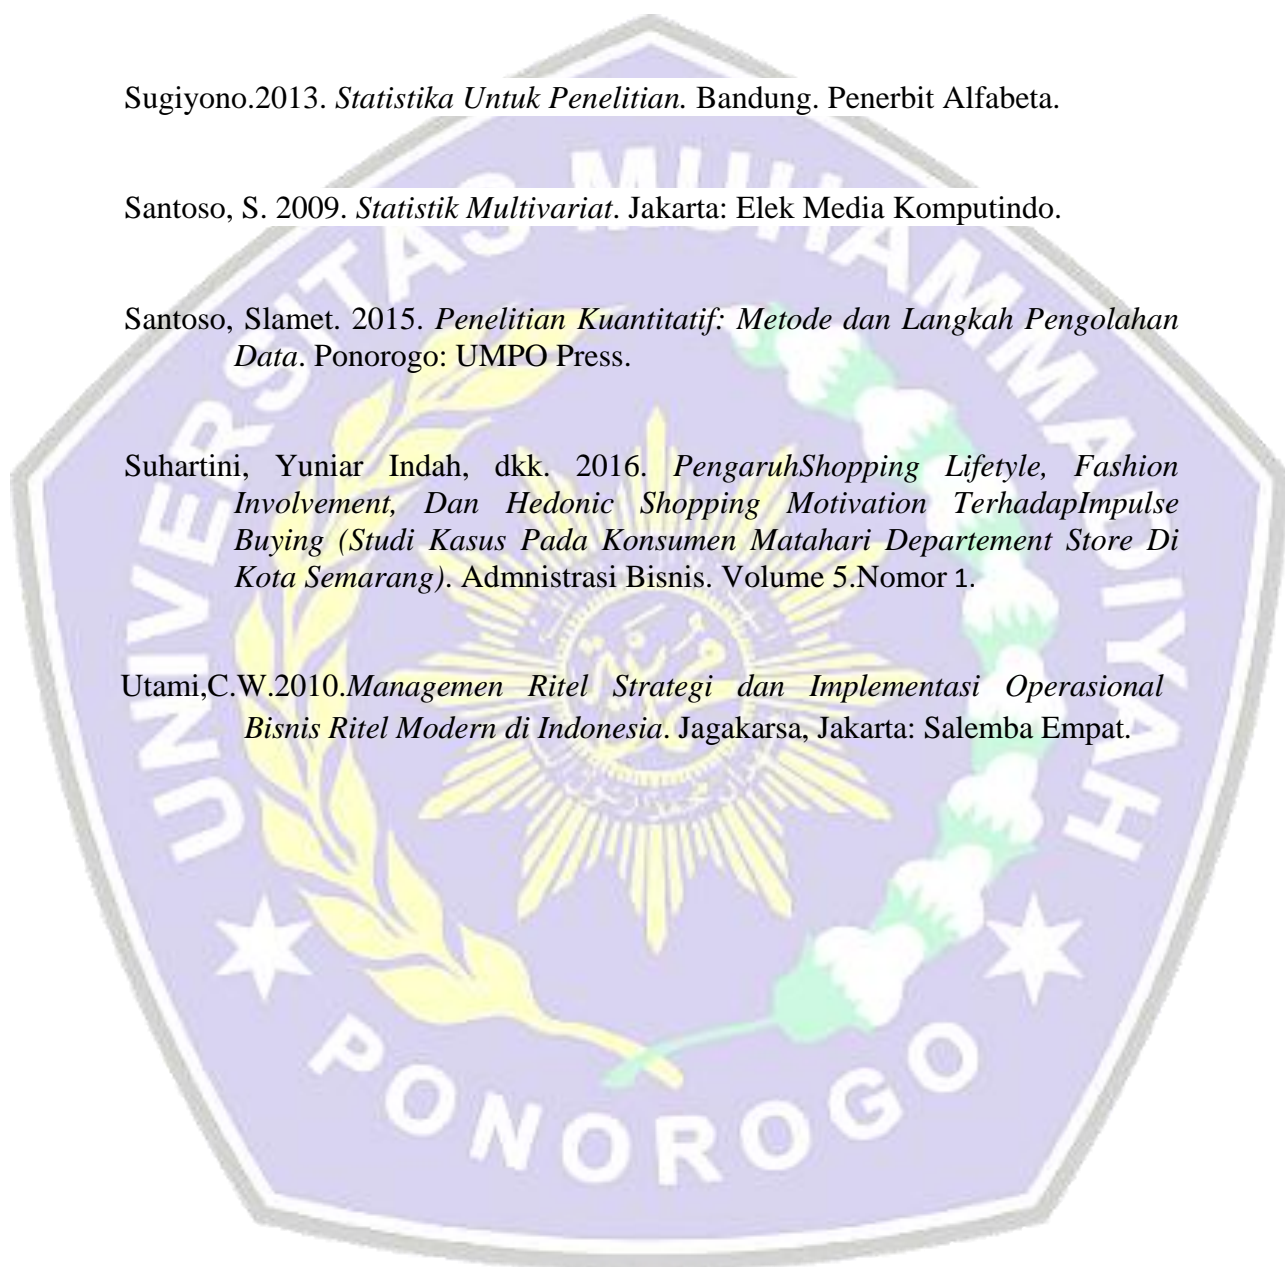 Sugiyono.2013. Statistika Untuk Penelitian. Bandung. Penerbit Alfabeta.
Santoso, S. 2009. Statistik Multivariat. Jakarta: Elek Media Komputindo.
Santoso, Slamet. 2015. Penelitian Kuantitatif: Metode dan Langkah Pengolahan
Data. Ponorogo: UMPO Press.
Suhartini, Yuniar Indah, dkk. 2016. PengaruhShopping Lifetyle, Fashion
Involvement, Dan Hedonic Shopping Motivation TerhadapImpulse
Buying (Studi Kasus Pada Konsumen Matahari Departement Store Di
Kota Semarang). Admnistrasi Bisnis. Volume 5.Nomor 1.
Utami,C.W.2010.Managemen Ritel Strategi dan Implementasi Operasional
Bisnis Ritel Modern di Indonesia. Jagakarsa, Jakarta: Salemba Empat.
UNIVERSITAS MUHAMMADIYAH
PONOROGO